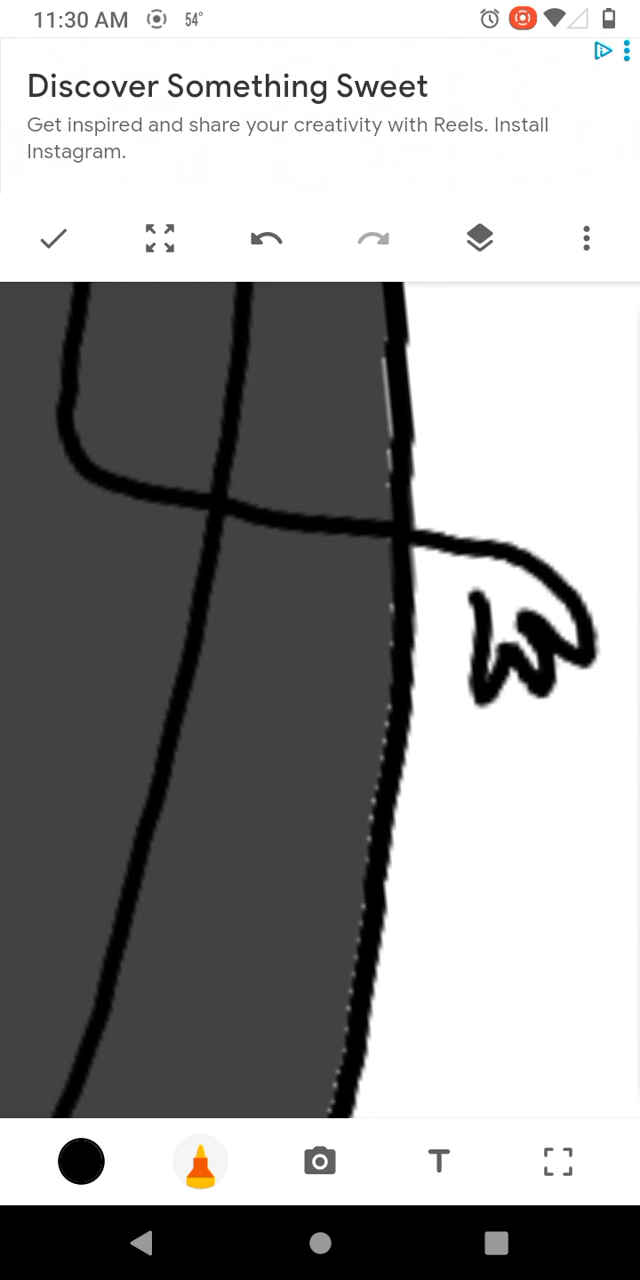 11:30 AM 54°
Discover Something Sweet
Get inspired and share your creativity with Reels. Install
Instagram.
T